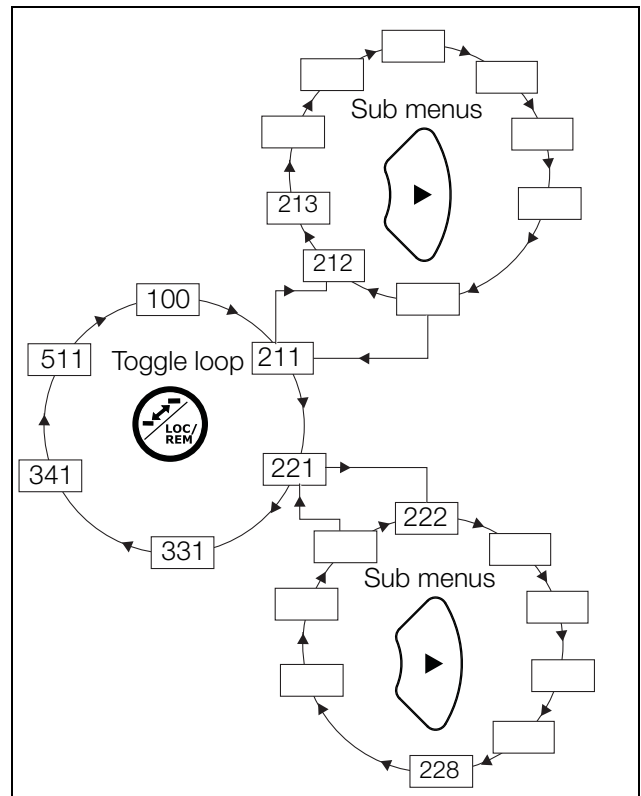 Sub menus
213
212
100
511
Toggle loop
211
LOC/
REM
221
341
222
331
Sub menus
228